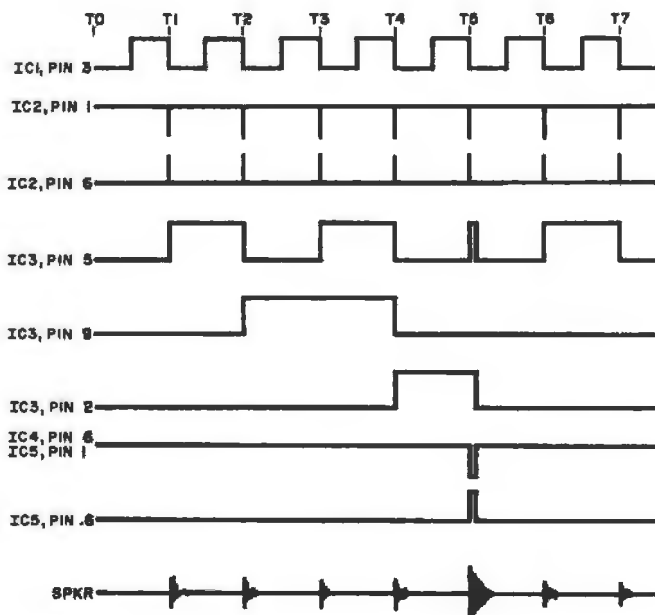 T0 T1 T2 T3 T4 T5 T6 T7
IC1, PIN 3
IC2, PIN 1
IC2, PIN 6
IC3, PIN 5
IC3, PIN 9
IC3, PIN 2
IC4, PIN 6
IC5, PIN 1
IC5, PIN .6
SPKR